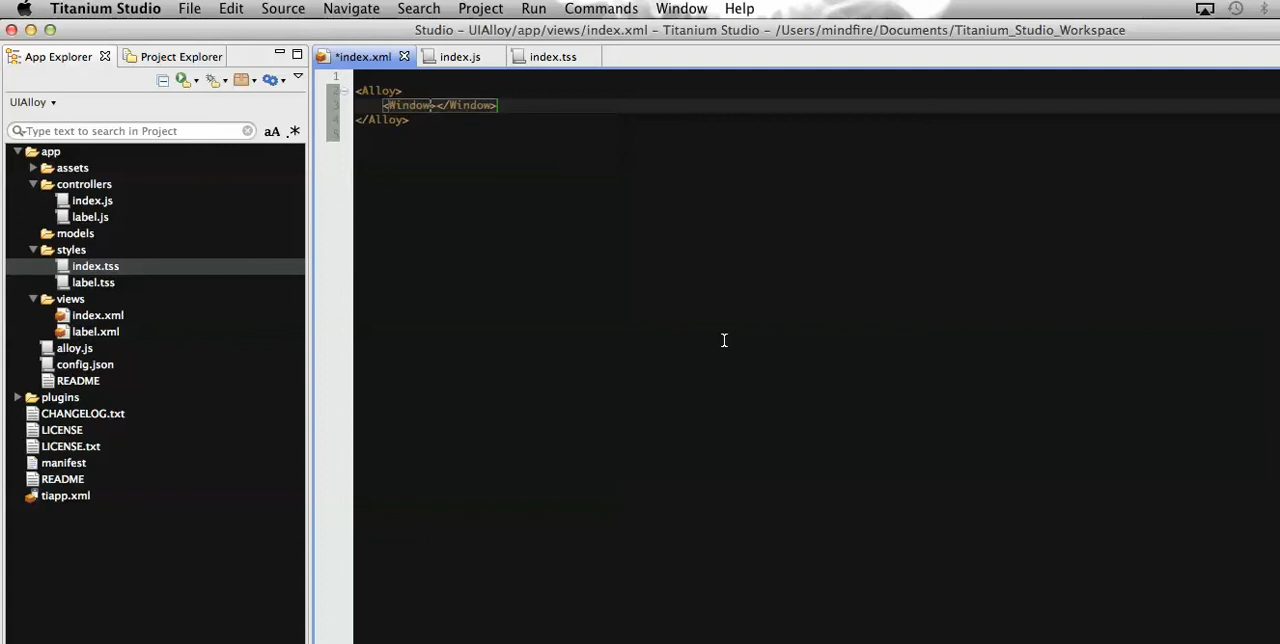 Titanium Studio File Edit Source Navigate Search Project Run Commands Window Help
Studio – UIAlloy/app/views/index.xml – Titanium Studio – /Users/mindfire/Documents/Titanium_Studio_Workspace
App Explorer Project Explorer *index.xml index.js index.tss
UIAlloy
Type text to search in Project aA .*
app
assets
controllers
index.js
label.js
models
styles
index.tss
label.tss
views
index.xml
label.xml
alloy.js
config.json
README
plugins
CHANGELOG.txt
LICENSE
LICENSE.txt
manifest
README
tiapp.xml
1
2 <Alloy>
3 <Window></Window>
4 </Alloy>
5